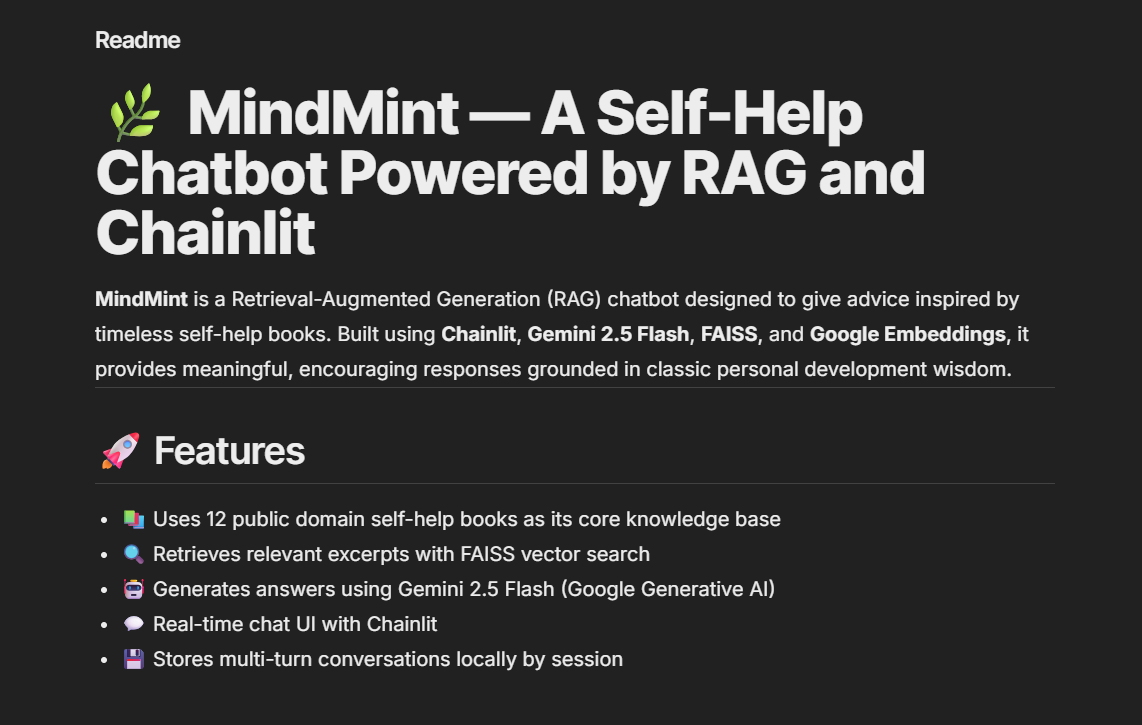 Readme
🌿 MindMint — A Self-Help
Chatbot Powered by RAG and
Chainlit
MindMint is a Retrieval-Augmented Generation (RAG) chatbot designed to give advice inspired by
timeless self-help books. Built using Chainlit, Gemini 2.5 Flash, FAISS, and Google Embeddings, it
provides meaningful, encouraging responses grounded in classic personal development wisdom.
🚀 Features
• 📚 Uses 12 public domain self-help books as its core knowledge base
• 🔍 Retrieves relevant excerpts with FAISS vector search
• 🤖 Generates answers using Gemini 2.5 Flash (Google Generative AI)
• 💬 Real-time chat UI with Chainlit
• 💾 Stores multi-turn conversations locally by session